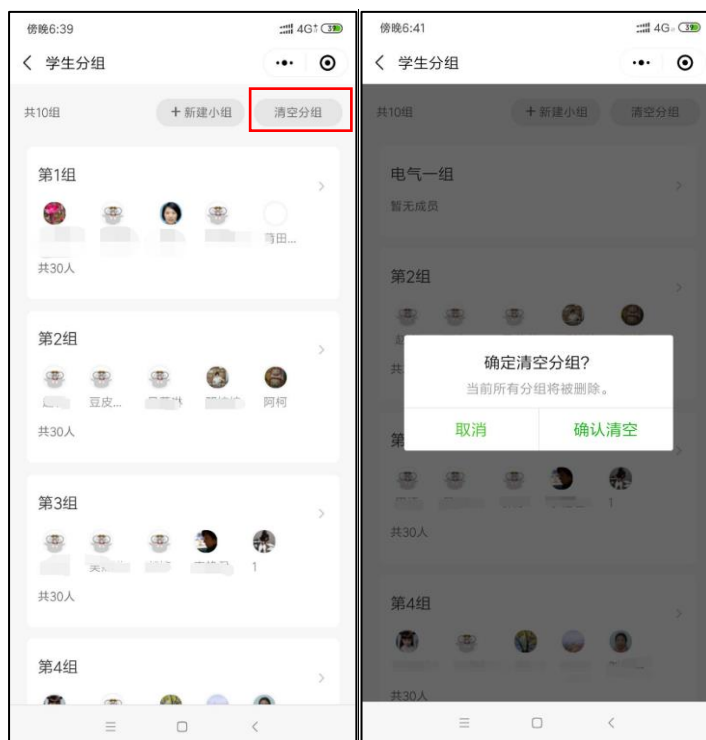 傍晚6:39
4G 39
学生分组
共10组
+ 新建小组
清空分组
第1组
莆田...
共30人
第2组
豆皮...
阿柯
共30人
第3组
1
共30人
第4组
傍晚6:41
4G 39
学生分组
共10组
+ 新建小组
清空分组
电气一组
暂无成员
第2组
确定清空分组?
当前所有分组将被删除。
取消
确认清空
1
共30人
第4组
共30人